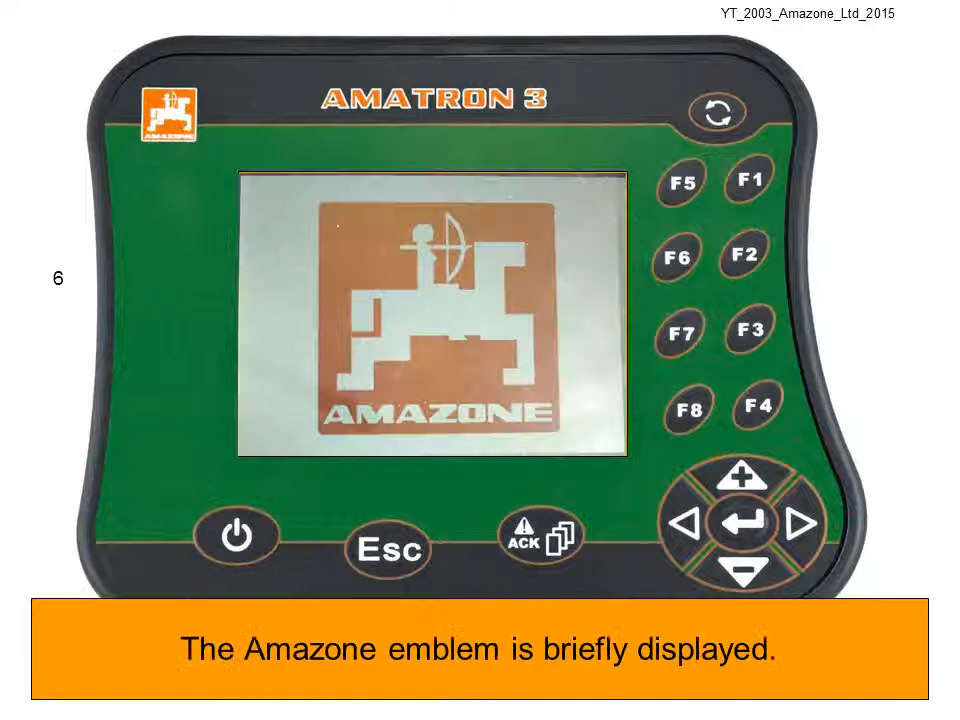 YT_2003_Amazone_Ltd_2015
AMAZONE
AMATRON 3
F5
F1
F6
F2
6
F7
F3
F8
F4
AMAZONE
Esc
ACK
The Amazone emblem is briefly displayed.